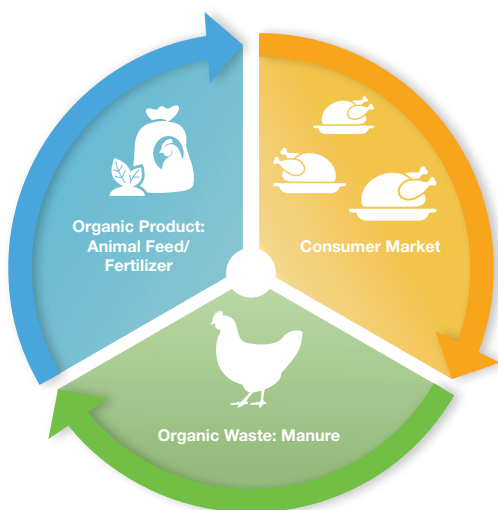 Organic Product:
Animal Feed/
Fertilizer
Consumer Market
Organic Waste: Manure